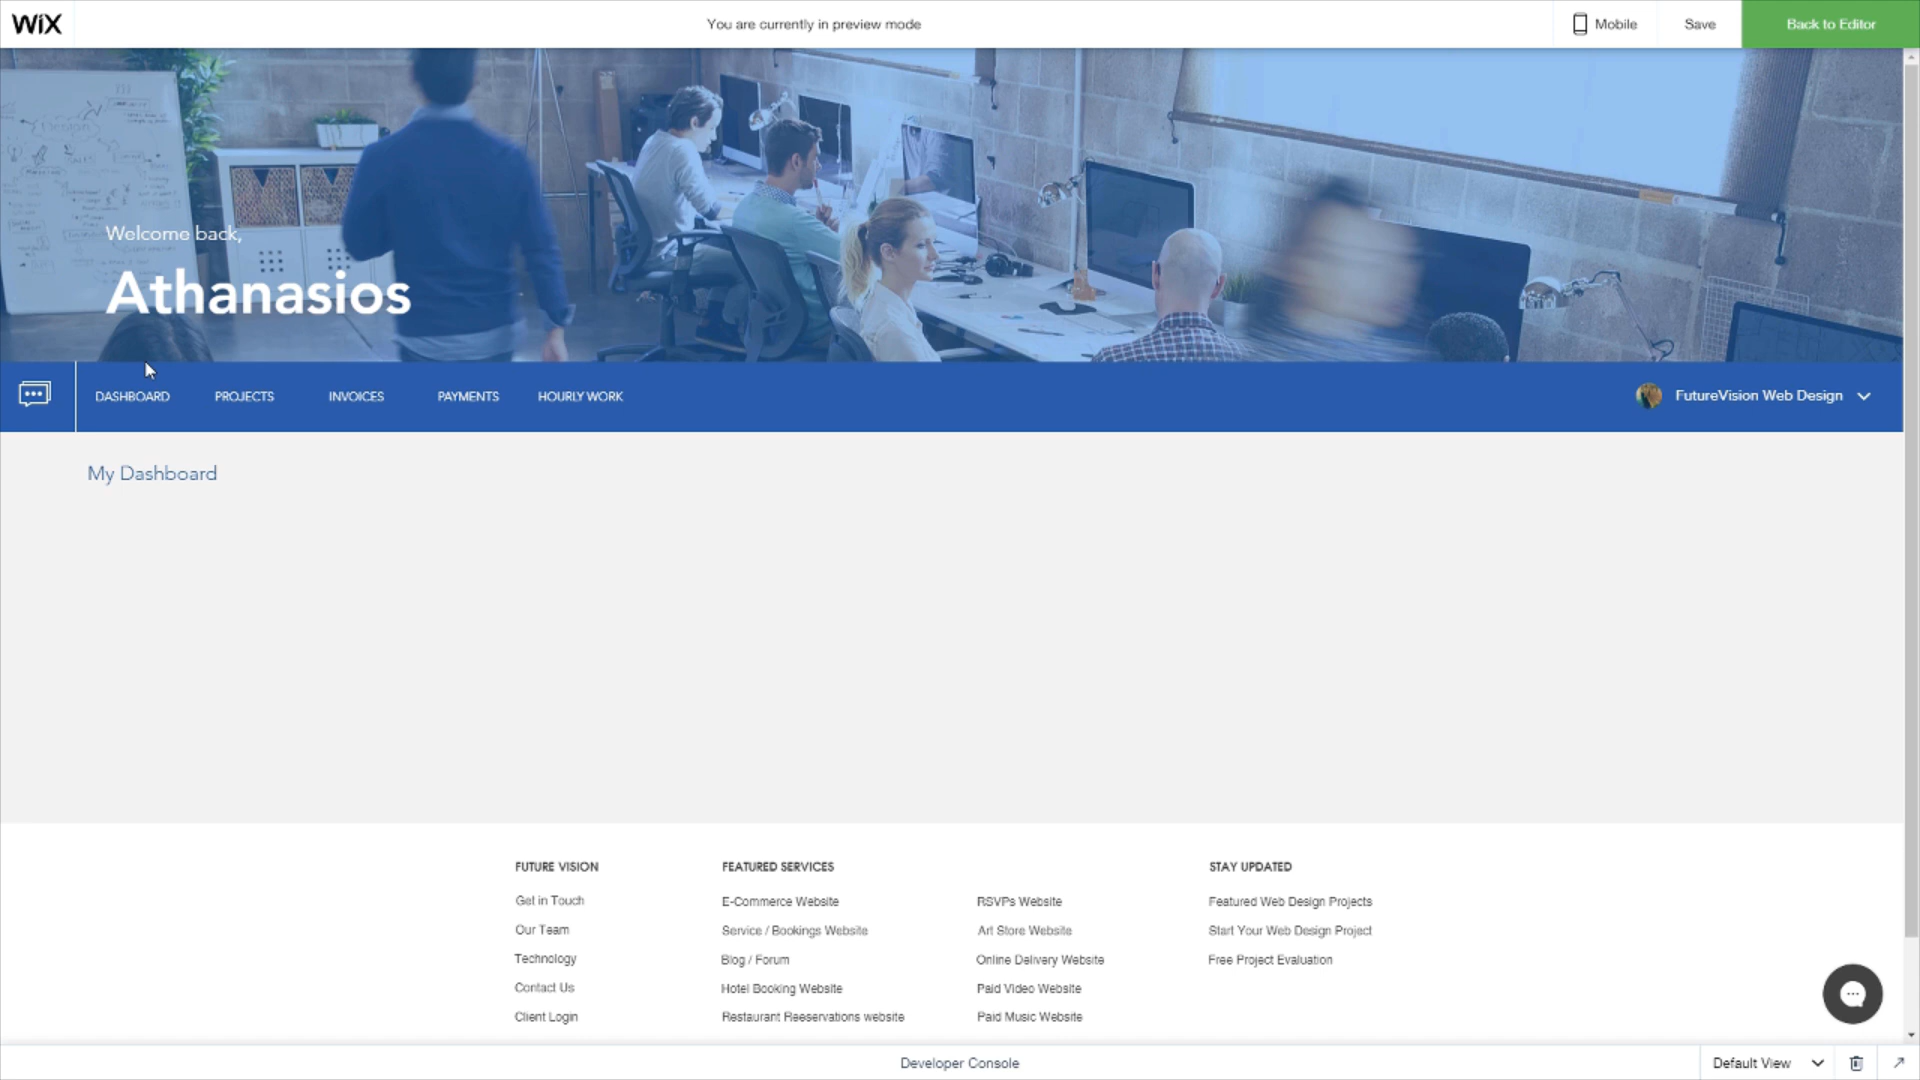 WiX
You are currently in preview mode
Mobile
Save
Back to Editor
Welcome back,
Athanasios
DASHBOARD
PROJECTS
INVOICES
PAYMENTS
HOURLY WORK
FutureVision Web Design
My Dashboard
FUTURE VISION
Get in Touch
Our Team
Technology
Contact Us
Client Login
FEATURED SERVICES
E-Commerce Website
Service / Bookings Website
Blog / Forum
Hotel Booking Website
Restaurant Reeservations website
RSVPs Website
Art Store Website
Online Delivery Website
Paid Video Website
Paid Music Website
STAY UPDATED
Featured Web Design Projects
Start Your Web Design Project
Free Project Evaluation
Developer Console
Default View